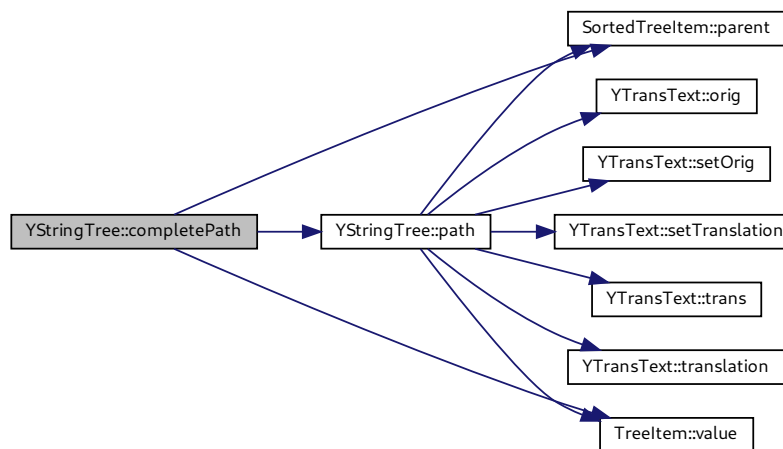 SortedTreeItem::parent
YTransText::orig
YTransText::setOrig
YStringTree::completePath
YStringTree::path
YTransText::setTranslation
YTransText::trans
YTransText::translation
TreeItem::value